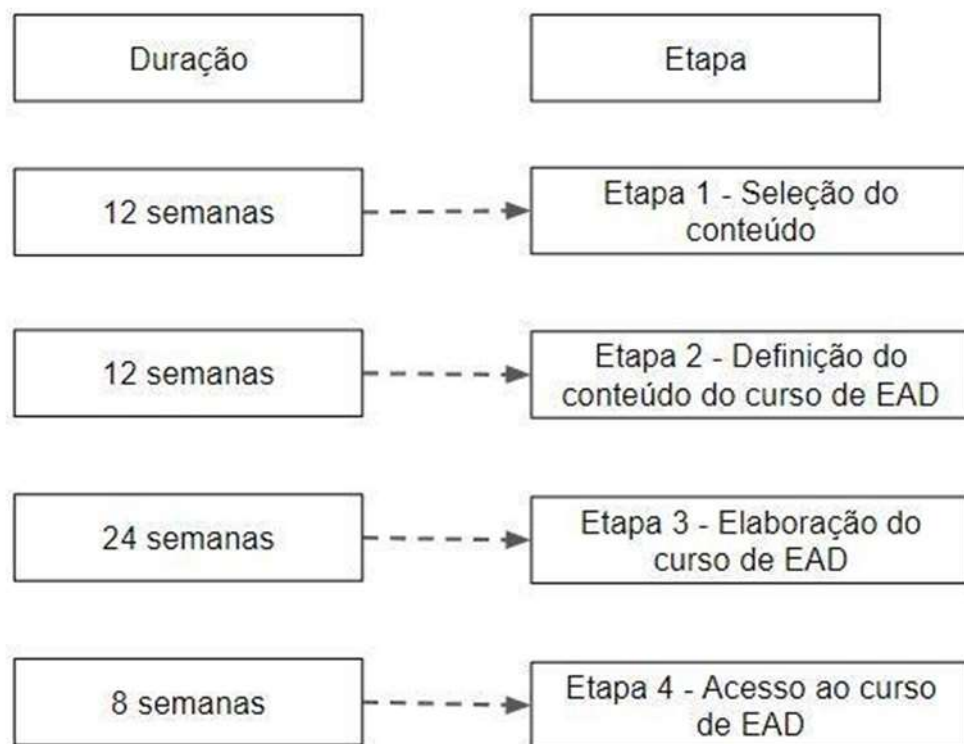 Duração
Etapa
12 semanas
Etapa 1 - Seleção do
conteúdo
12 semanas
Etapa 2 - Definição do
conteúdo do curso de EAD
24 semanas
Etapa 3 - Elaboração do
curso de EAD
8 semanas
Etapa 4 - Acesso ao curso
de EAD